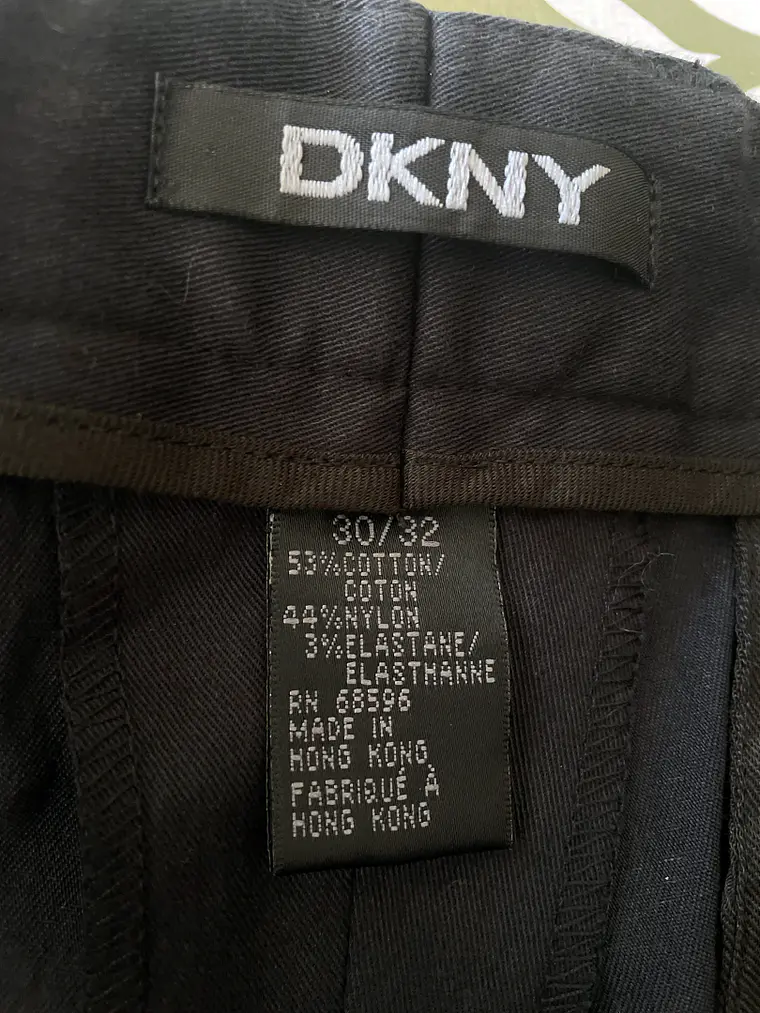 DKNY
30/32
53%COTTON/
COTON
44%NYLON
3%ELASTANE/
ELASTHANNE
RN 68596
MADE IN
HONG KONG
FABRIQUÉ À
HONG KONG